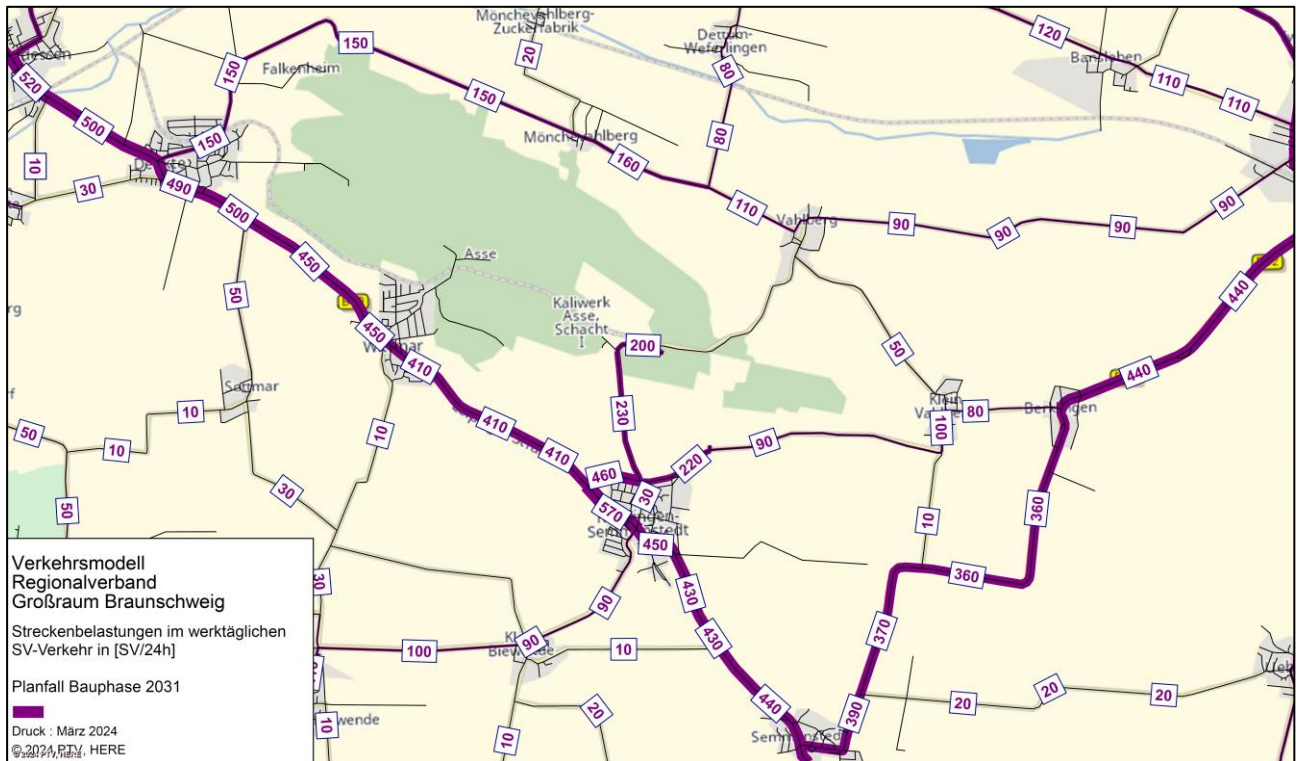 Mönchevahlberg-
Zuckerfabrik
Dettum-
Weferlingen
120
Bansleben
150
20
80
110
110
520
150
Falkenheim
150
500
150
Mönchevahlberg
160
80
10
30
490
500
110
Vahlberg
90
90
90
90
450
Asse
50
Kaliwerk
Asse,
Schacht
I
440
450
410
200
50
440
Sottmar
10
410
230
Klein
80
Berklingen
100
50
10
10
410
460
220
90
30
30
570
450
360
50
10
430
360
Verkehrsmodell
Regionalverband
Großraum Braunschweig
Streckenbelastungen im werktäglichen
SV-Verkehr in [SV/24h]
Planfall Bauphase 2031
Druck : März 2024
© 2024 PTV, HERE
30
90
370
100
90
10
430
10
10
20
440
390
20
20
20